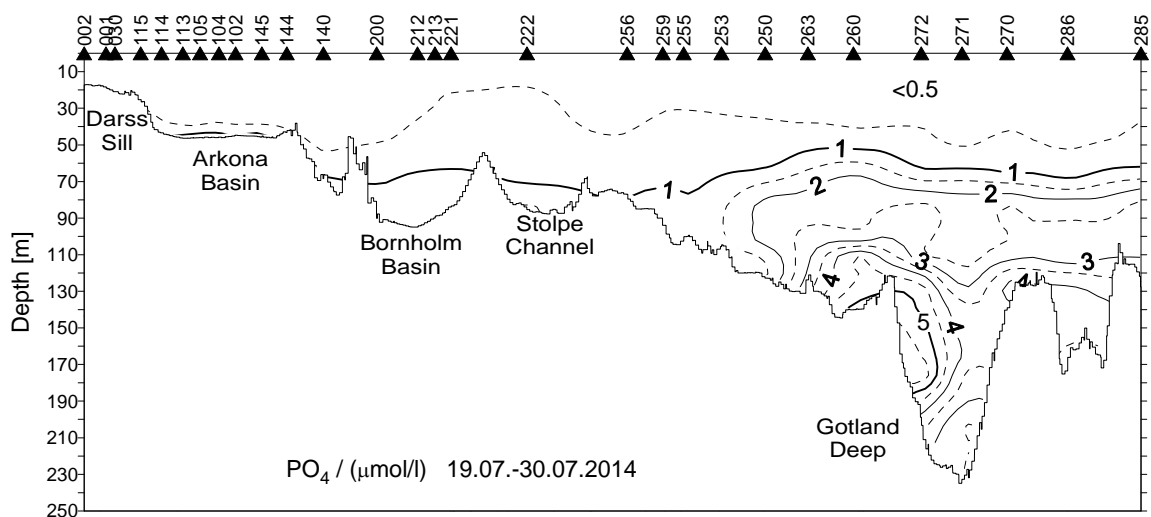 002 001 030 115 114 113 105 104 102 145 144 140 200 212 213 221 222 256 259 255 253 250 263 260 272 271 270 286 285
10
30
50
70
90
110
130
150
170
190
210
230
250
Depth [m]
<0.5
Darss
Sill
Arkona
Basin
Bornholm
Basin
Stolpe
Channel
Gotland
Deep
1
1
1
2
2
3
3
4
4
4
5
PO4 / (μmol/l) 19.07.-30.07.2014